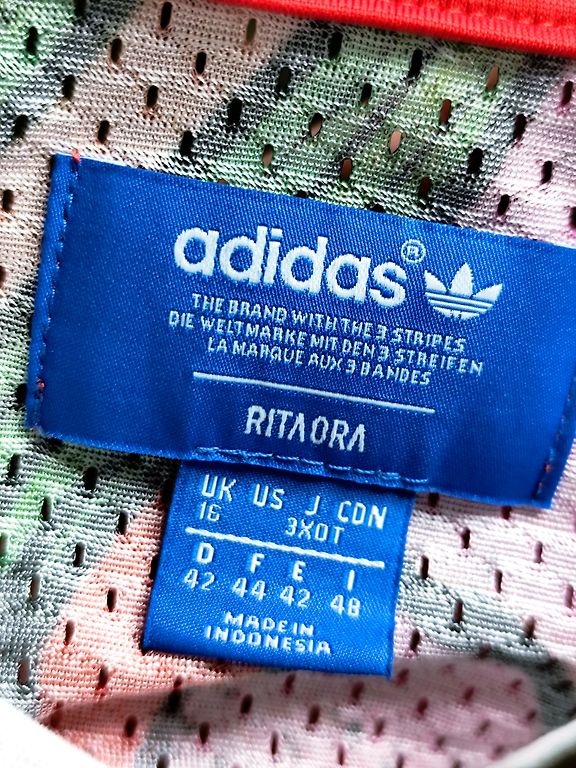 adidas®
THE BRAND WITH THE 3 STRIPES
DIE WELTMARKE MIT DEN 3 STREIFEN
LA MARQUE AUX 3 BANDES
RITA ORA
UK US J CDN
16 3XOT
D F E I
42 44 42 48
MADE IN
INDONESIA